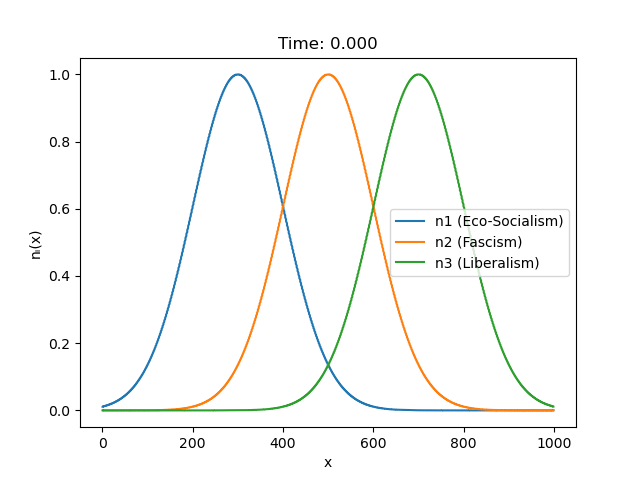 Time: 0.000
1.0
0.8
0.6
0.4
0.2
0.0
nᵢ(x)
n1 (Eco-Socialism)
n2 (Fascism)
n3 (Liberalism)
0 200 400 600 800 1000
x